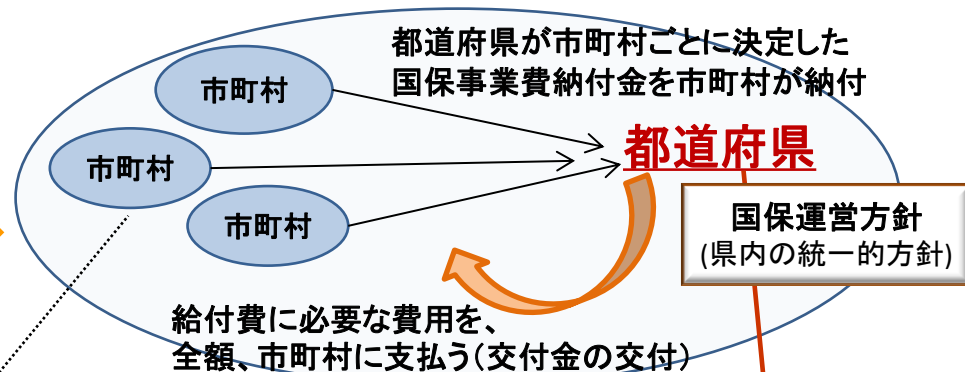 都道府県が市町村ごとに決定した
国保事業費納付金を市町村が納付
市町村
市町村
市町村
都道府県
国保運営方針
(県内の統一的方針)
給付費に必要な費用を、
全額、市町村に支払う(交付金の交付)